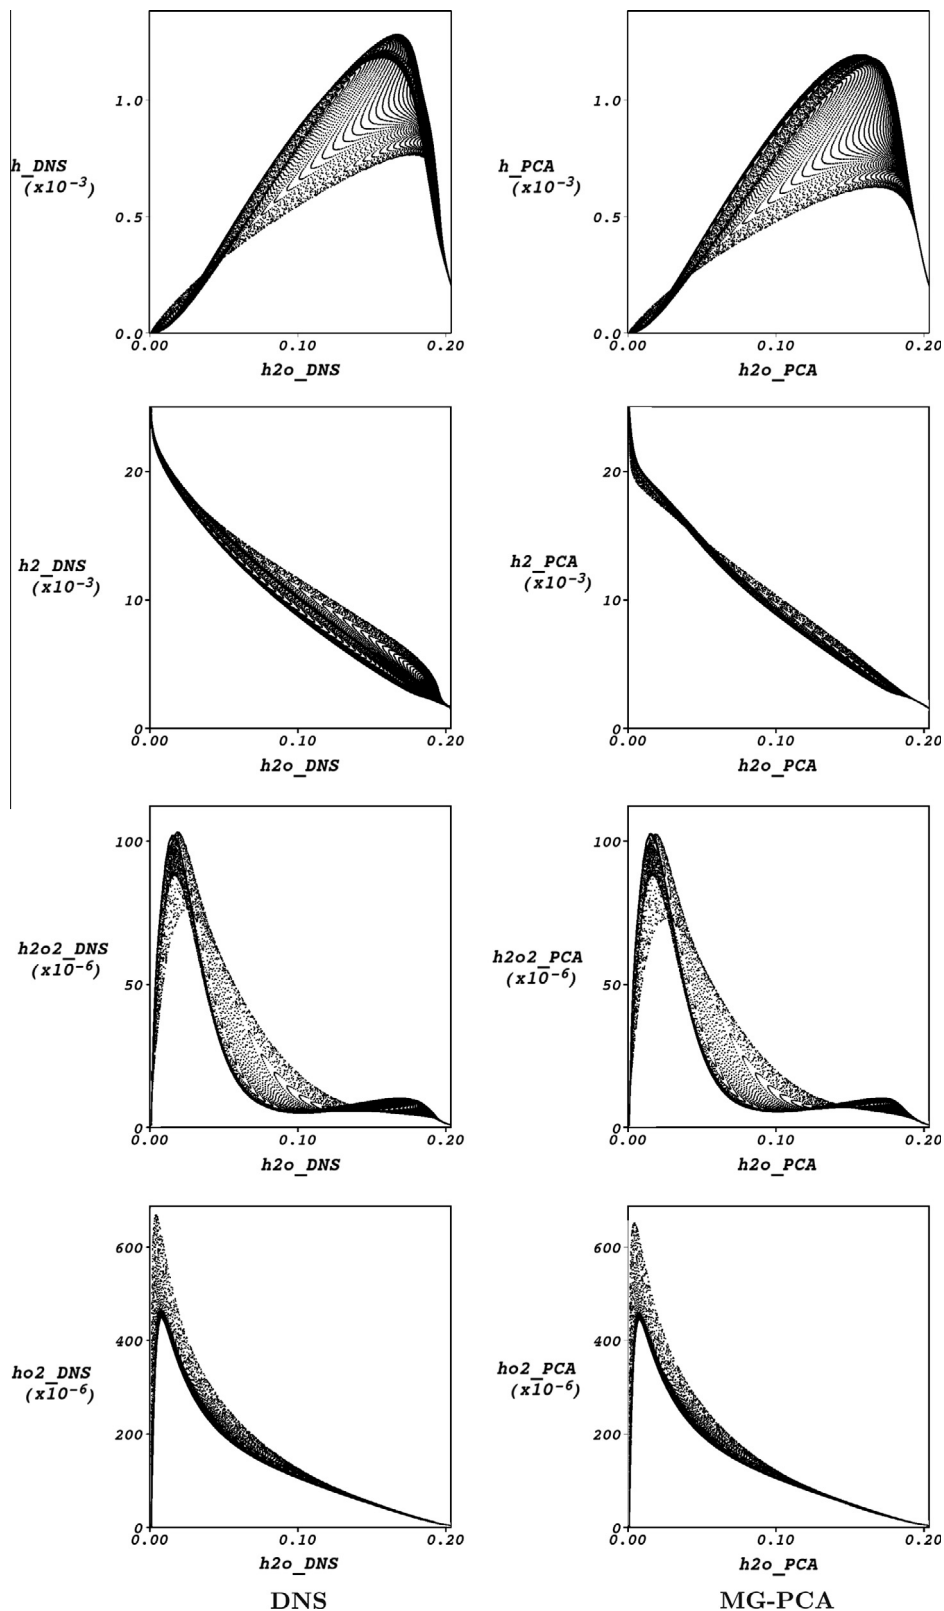 1.0
h_DNS
(x10⁻³)
0.5
0.0
0.00 0.10 0.20
h2o_DNS
1.0
h_PCA
(x10⁻³)
0.5
0.0
0.00 0.10 0.20
h2o_PCA
20
h2_DNS
(x10⁻³)
10
0
0.00 0.10 0.20
h2o_DNS
20
h2_PCA
(x10⁻³)
10
0
0.00 0.10 0.20
h2o_PCA
100
h2o2_DNS
(x10⁻⁶)
50
0
0.00 0.10 0.20
h2o_DNS
100
h2o2_PCA
(x10⁻⁶)
50
0
0.00 0.10 0.20
h2o_PCA
600
400
ho2_DNS
(x10⁻⁶)
200
0
0.00 0.10 0.20
h2o_DNS
600
400
ho2_PCA
(x10⁻⁶)
200
0
0.00 0.10 0.20
h2o_PCA
DNS
MG-PCA